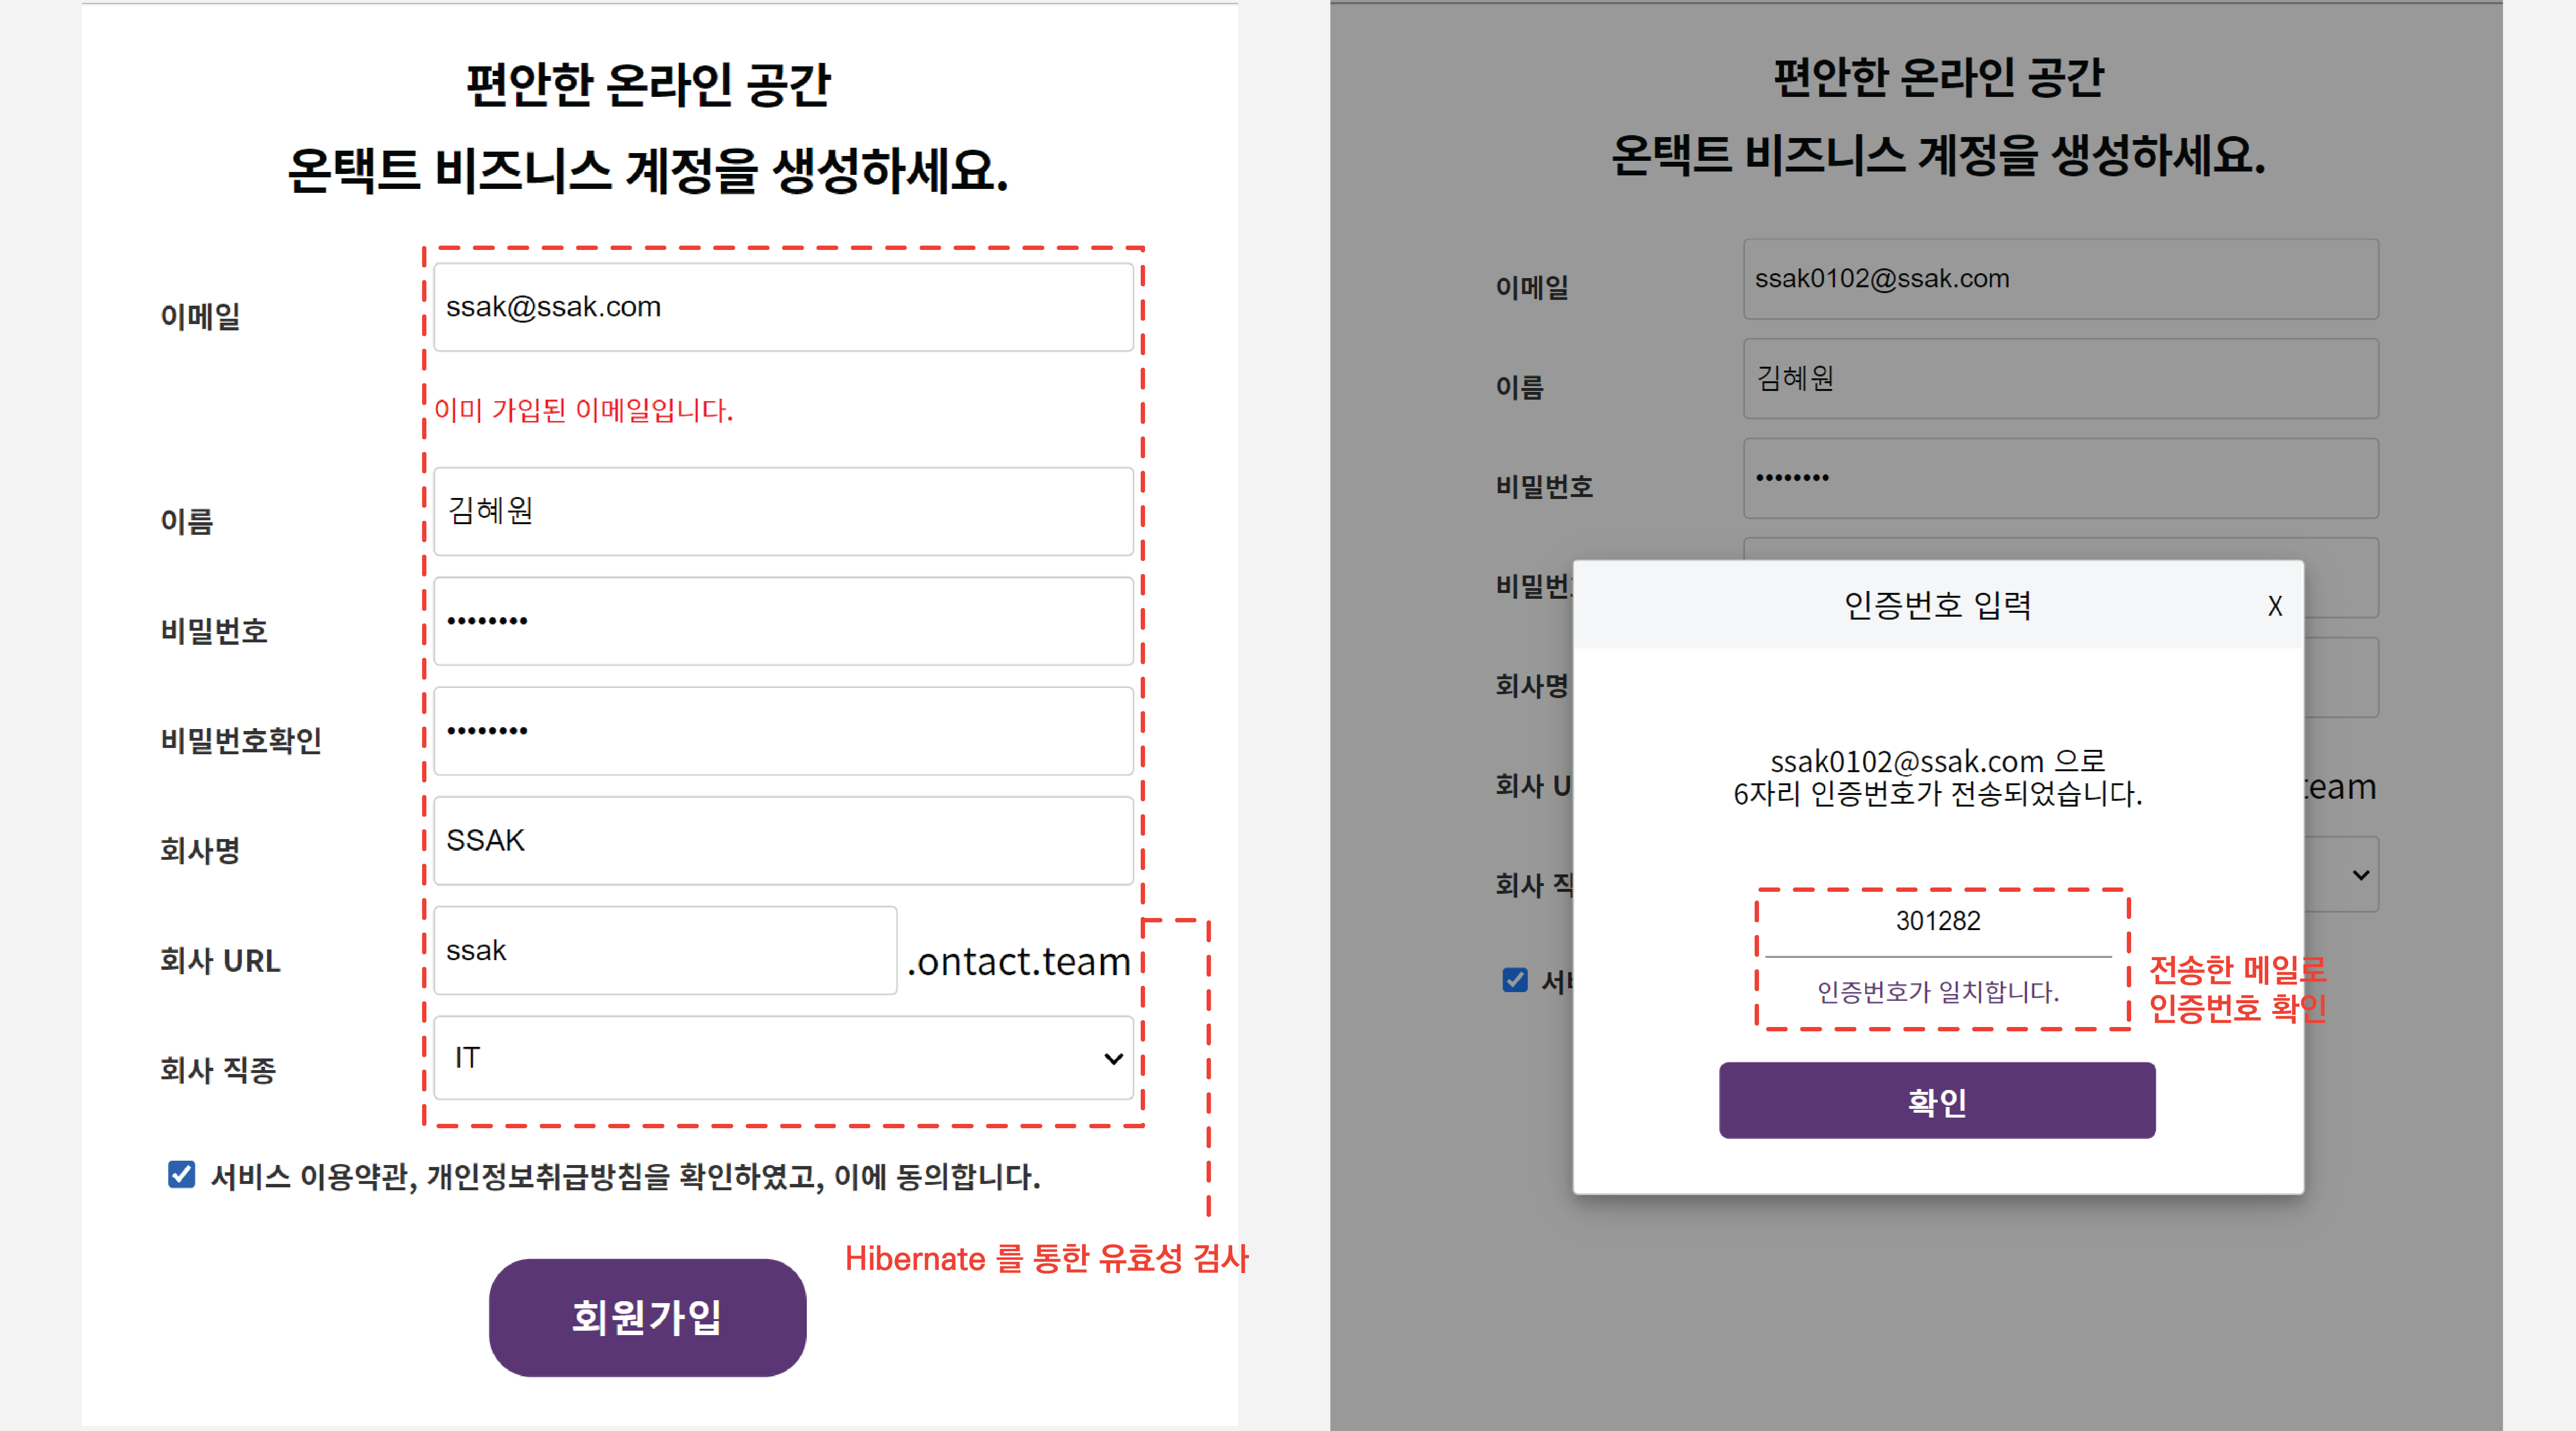 편안한 온라인 공간
온택트 비즈니스 계정을 생성하세요.
이메일
ssak@ssak.com
이미 가입된 이메일입니다.
이름
김혜원
비밀번호
••••••••
비밀번호확인
••••••••
회사명
SSAK
회사 URL
ssak
.ontact.team
회사 직종
IT
서비스 이용약관, 개인정보취급방침을 확인하였고, 이에 동의합니다.
Hibernate 를 통한 유효성 검사
회원가입
편안한 온라인 공간
온택트 비즈니스 계정을 생성하세요.
이메일
ssak0102@ssak.com
이름
김혜원
비밀번호
••••••••
비밀번
회사명
회사 U
team
회사 직
서비
인증번호 입력
X
ssak0102@ssak.com 으로
6자리 인증번호가 전송되었습니다.
301282
인증번호가 일치합니다.
전송한 메일로
인증번호 확인
확인